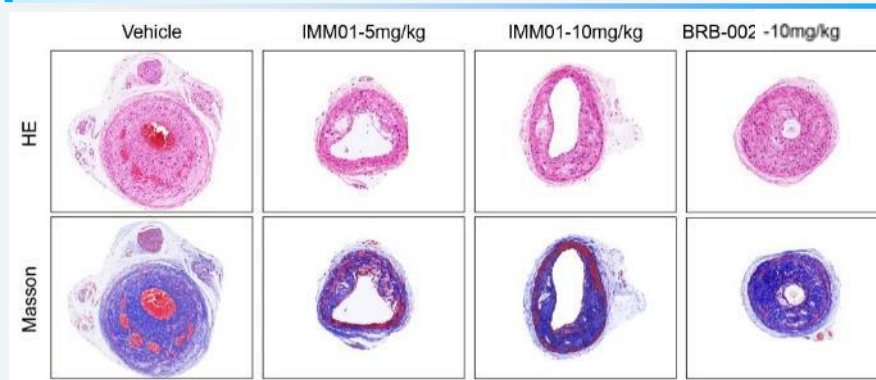 Vehicle
IMM01-5mg/kg
IMM01-10mg/kg
BRB-002 -10mg/kg
HE
Masson